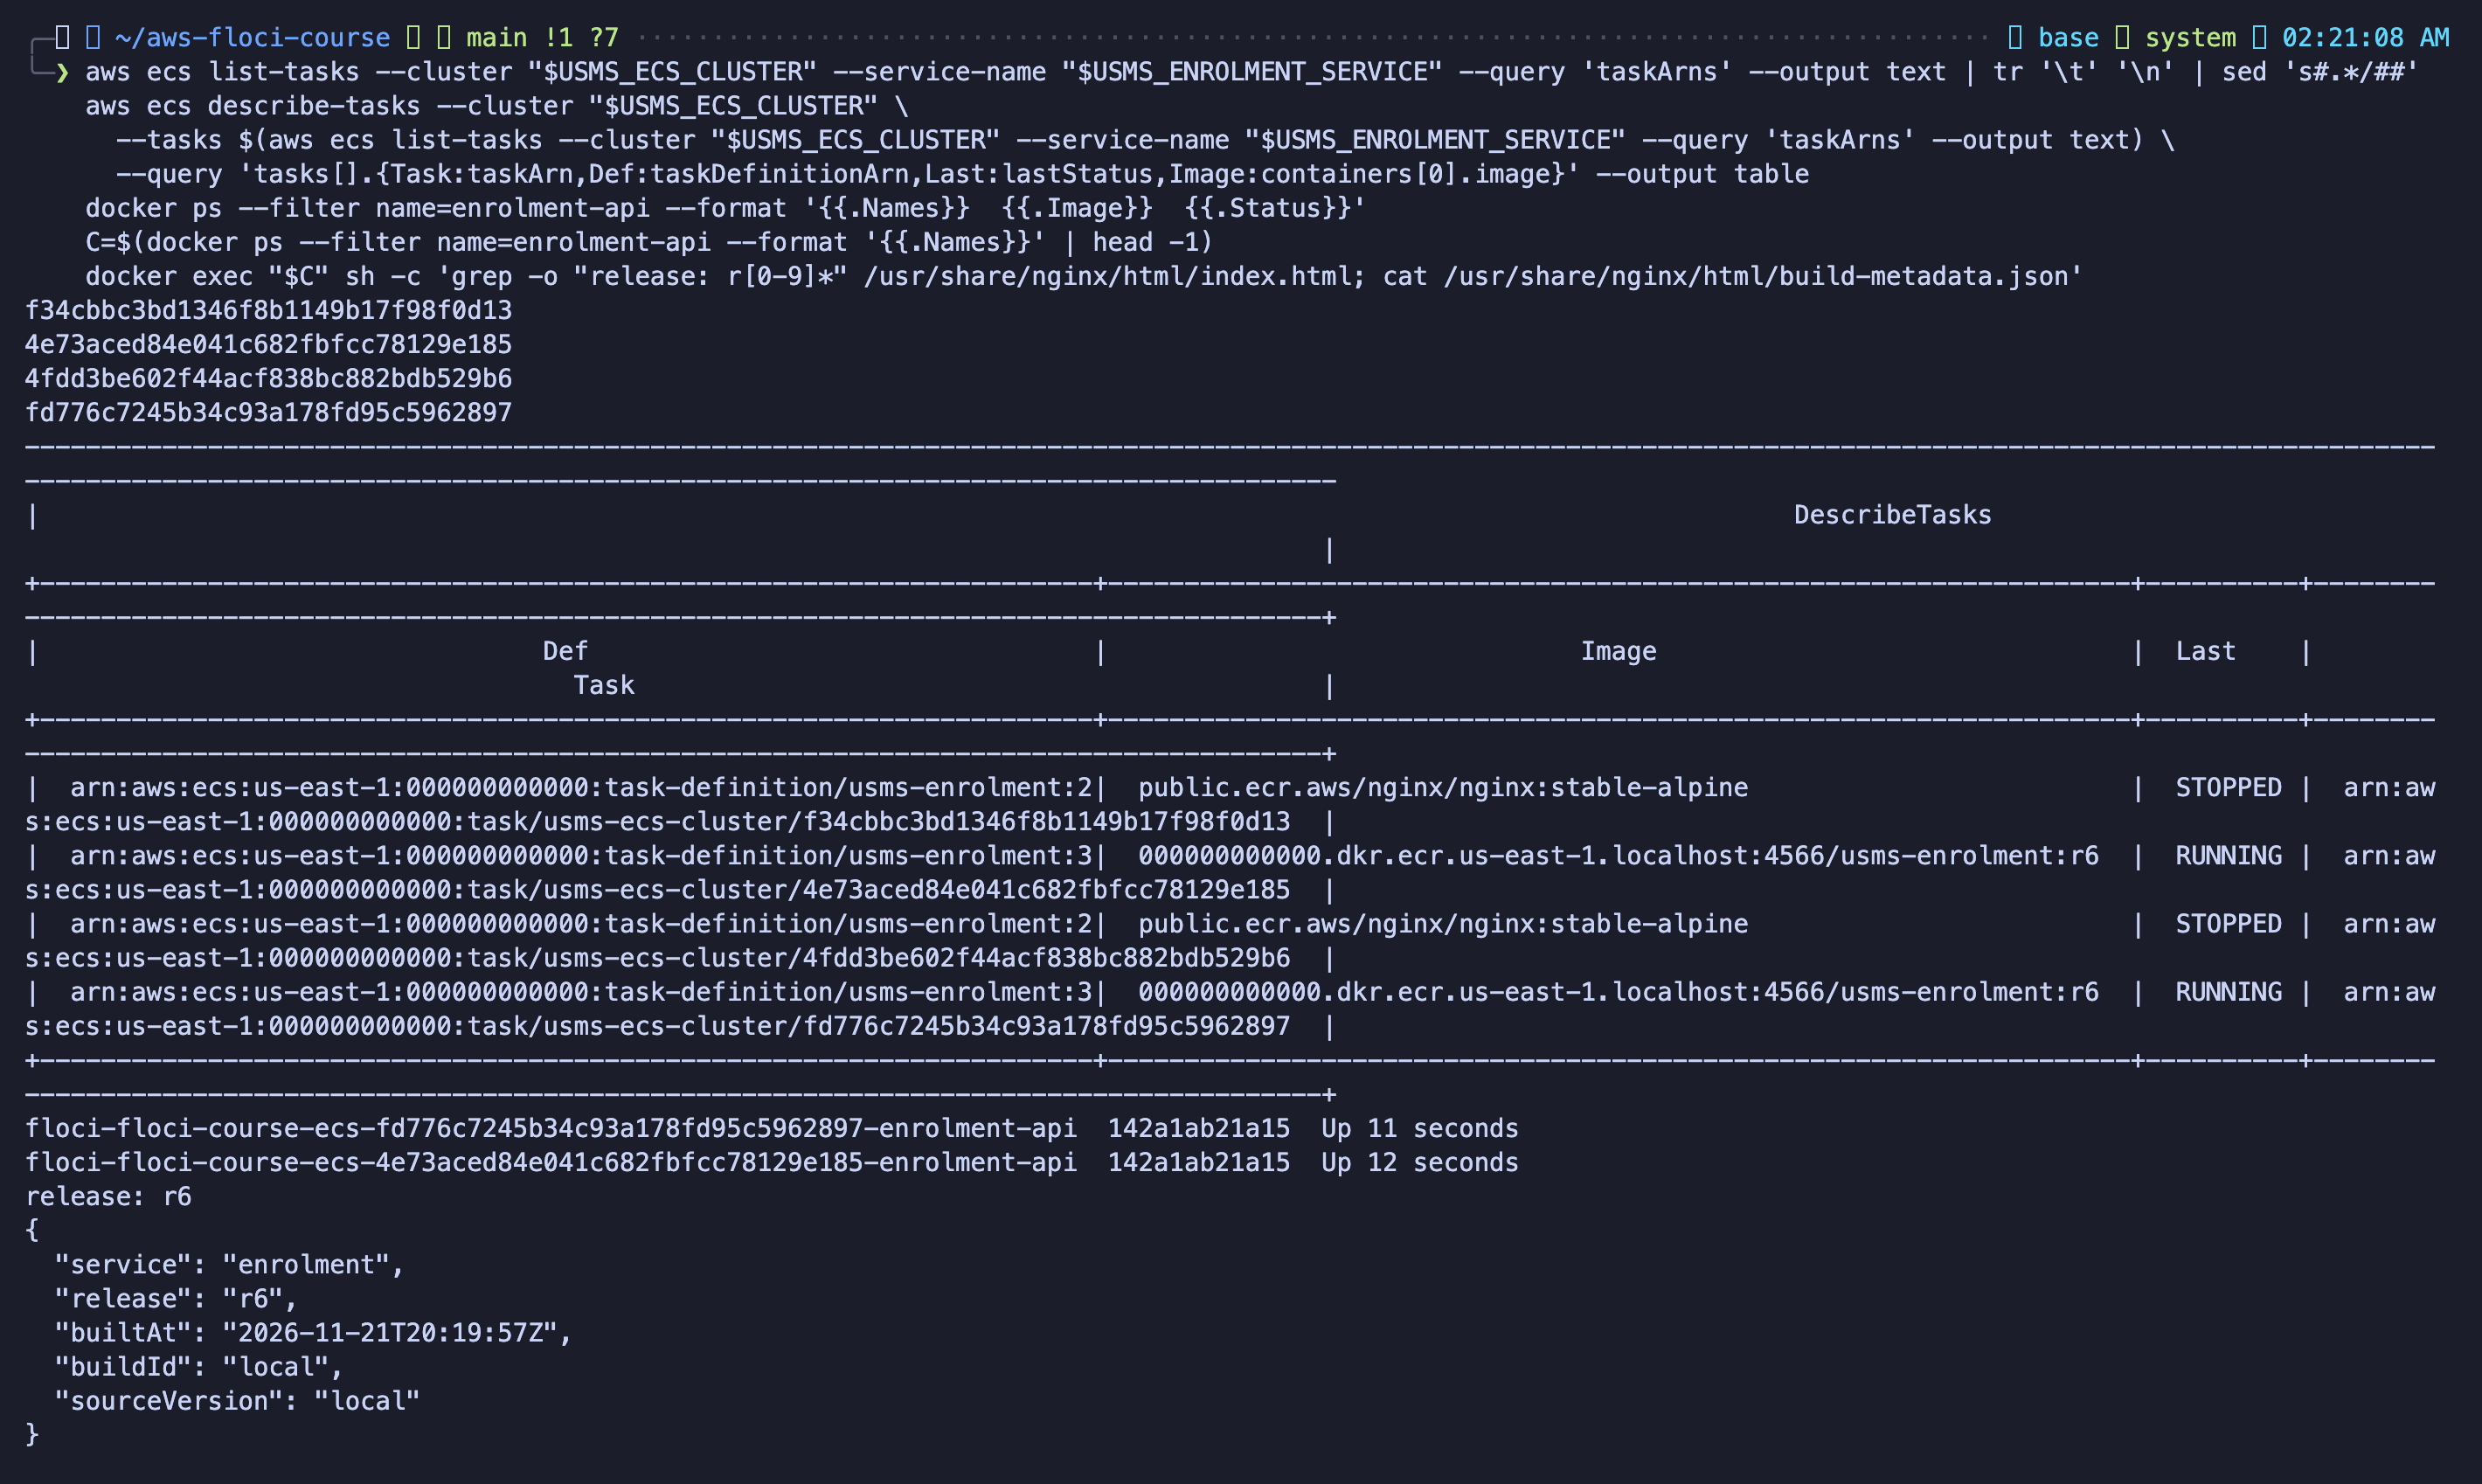 ~/aws-floci-course main !1 ?7 base system 02:21:08 AM
❯ aws ecs list-tasks --cluster "$USMS_ECS_CLUSTER" --service-name "$USMS_ENROLMENT_SERVICE" --query 'taskArns' --output text | tr '\t' '\n' | sed 's#.*/##'
aws ecs describe-tasks --cluster "$USMS_ECS_CLUSTER" \
--tasks $(aws ecs list-tasks --cluster "$USMS_ECS_CLUSTER" --service-name "$USMS_ENROLMENT_SERVICE" --query 'taskArns' --output text) \
--query 'tasks[].{Task:taskArn,Def:taskDefinitionArn,Last:lastStatus,Image:containers[0].image}' --output table
docker ps --filter name=enrolment-api --format '{{.Names}}  {{.Image}}  {{.Status}}'
C=$(docker ps --filter name=enrolment-api --format '{{.Names}}' | head -1)
docker exec "$C" sh -c 'grep -o "release: r[0-9]*" /usr/share/nginx/html/index.html; cat /usr/share/nginx/html/build-metadata.json'
f34cbbc3bd1346f8b1149b17f98f0d13
4e73aced84e041c682fbfcc78129e185
4fdd3be602f44acf838bc882bdb529b6
fd776c7245b34c93a178fd95c5962897
| DescribeTasks
|
| Def | Image | Last |
Task |
| arn:aws:ecs:us-east-1:000000000000:task-definition/usms-enrolment:2| public.ecr.aws/nginx/nginx:stable-alpine | STOPPED | arn:aw
s:ecs:us-east-1:000000000000:task/usms-ecs-cluster/f34cbbc3bd1346f8b1149b17f98f0d13 |
| arn:aws:ecs:us-east-1:000000000000:task-definition/usms-enrolment:3| 000000000000.dkr.ecr.us-east-1.localhost:4566/usms-enrolment:r6 | RUNNING | arn:aw
s:ecs:us-east-1:000000000000:task/usms-ecs-cluster/4e73aced84e041c682fbfcc78129e185 |
| arn:aws:ecs:us-east-1:000000000000:task-definition/usms-enrolment:2| public.ecr.aws/nginx/nginx:stable-alpine | STOPPED | arn:aw
s:ecs:us-east-1:000000000000:task/usms-ecs-cluster/4fdd3be602f44acf838bc882bdb529b6 |
| arn:aws:ecs:us-east-1:000000000000:task-definition/usms-enrolment:3| 000000000000.dkr.ecr.us-east-1.localhost:4566/usms-enrolment:r6 | RUNNING | arn:aw
s:ecs:us-east-1:000000000000:task/usms-ecs-cluster/fd776c7245b34c93a178fd95c5962897 |
floci-floci-course-ecs-fd776c7245b34c93a178fd95c5962897-enrolment-api  142a1ab21a15  Up 11 seconds
floci-floci-course-ecs-4e73aced84e041c682fbfcc78129e185-enrolment-api  142a1ab21a15  Up 12 seconds
release: r6
{
"service": "enrolment",
"release": "r6",
"builtAt": "2026-11-21T20:19:57Z",
"buildId": "local",
"sourceVersion": "local"
}